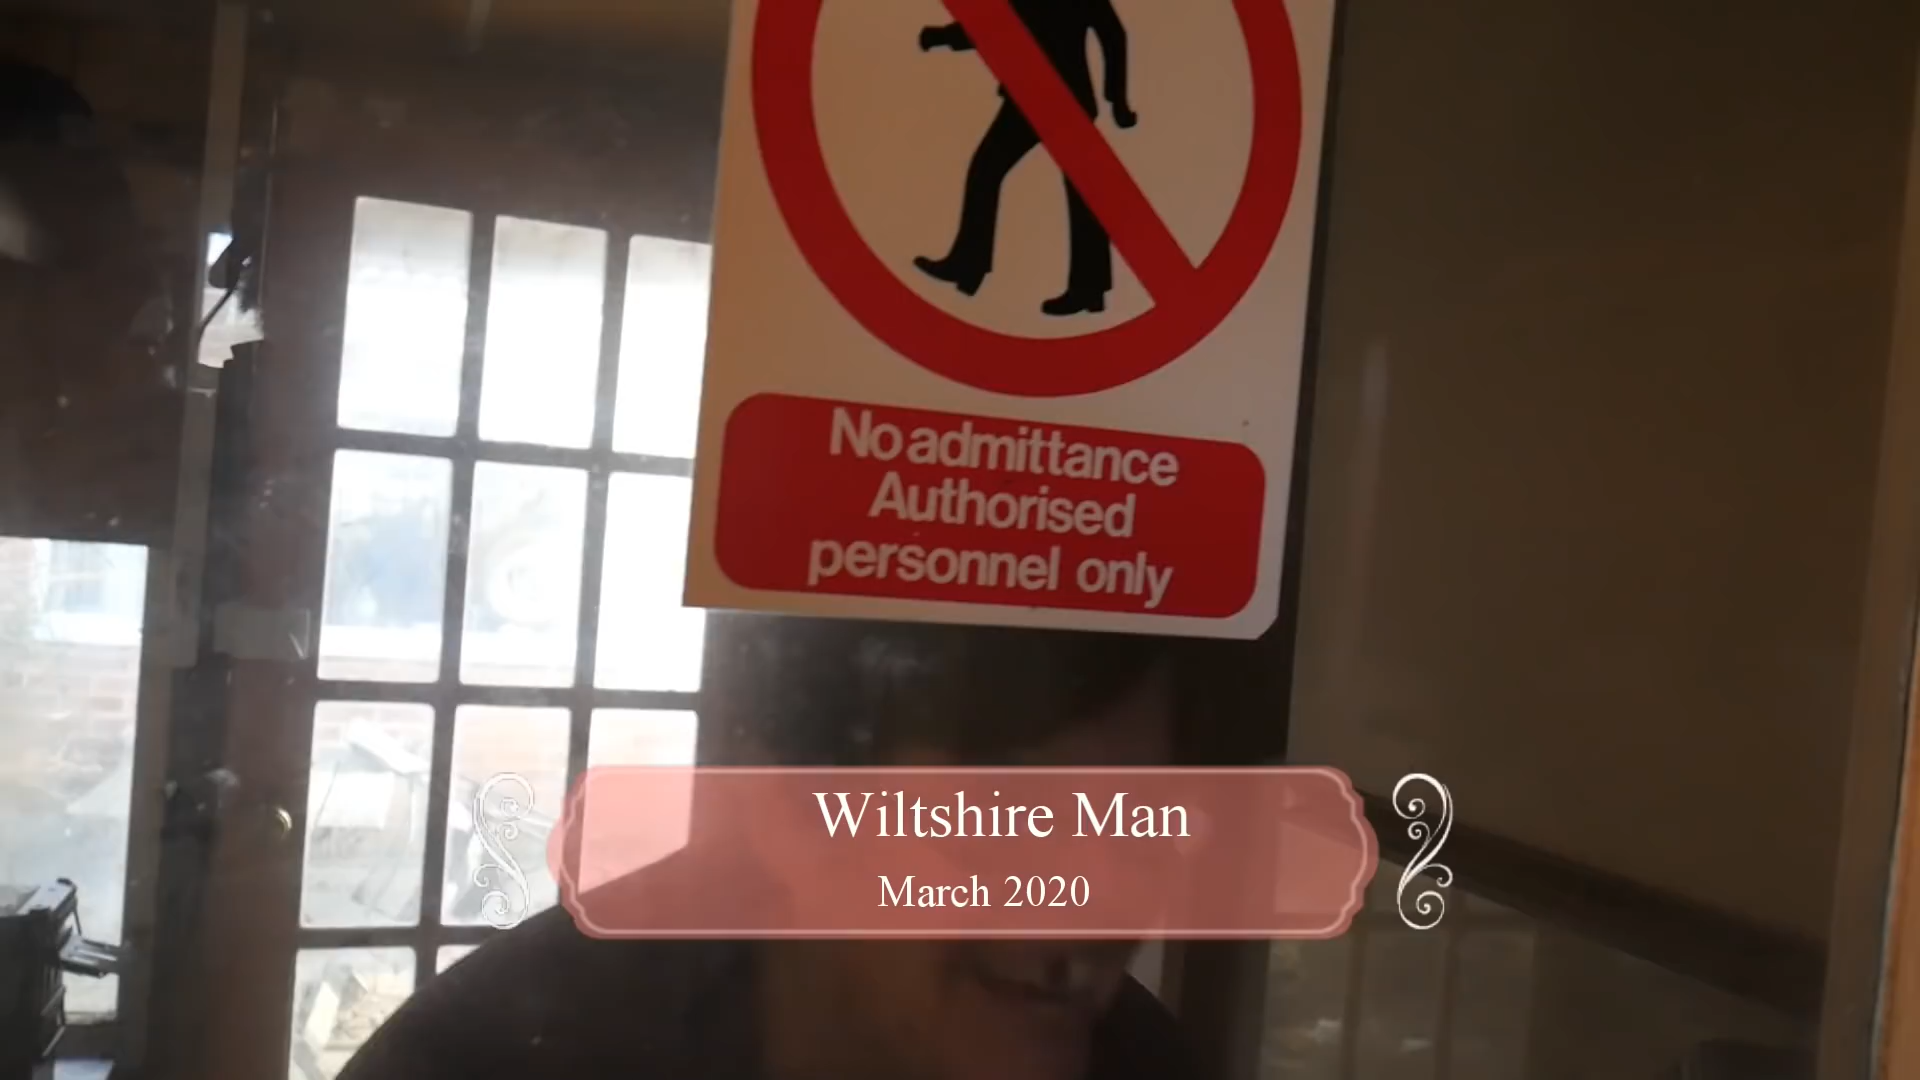 No admittance
Authorised
personnel only
Wiltshire Man
March 2020